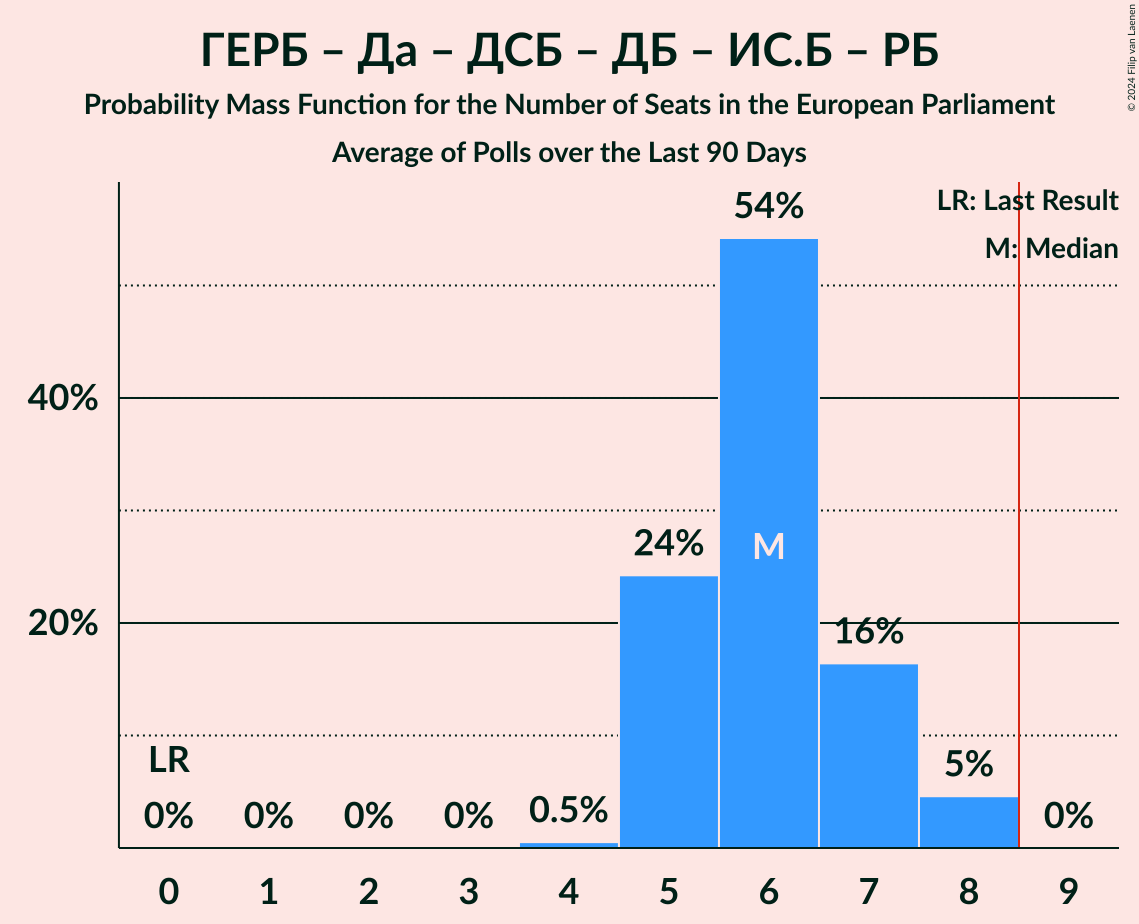 ГЕРБ – Да – ДСБ – ДБ – ИС.Б – РБ
Probability Mass Function for the Number of Seats in the European Parliament
Average of Polls over the Last 90 Days
© 2024 Filip van Laenen
LR: Last Result
M: Median
54%
40%
24%
M
20%
16%
LR
5%
0% 0% 0% 0% 0.5% 0%
0 1 2 3 4 5 6 7 8 9